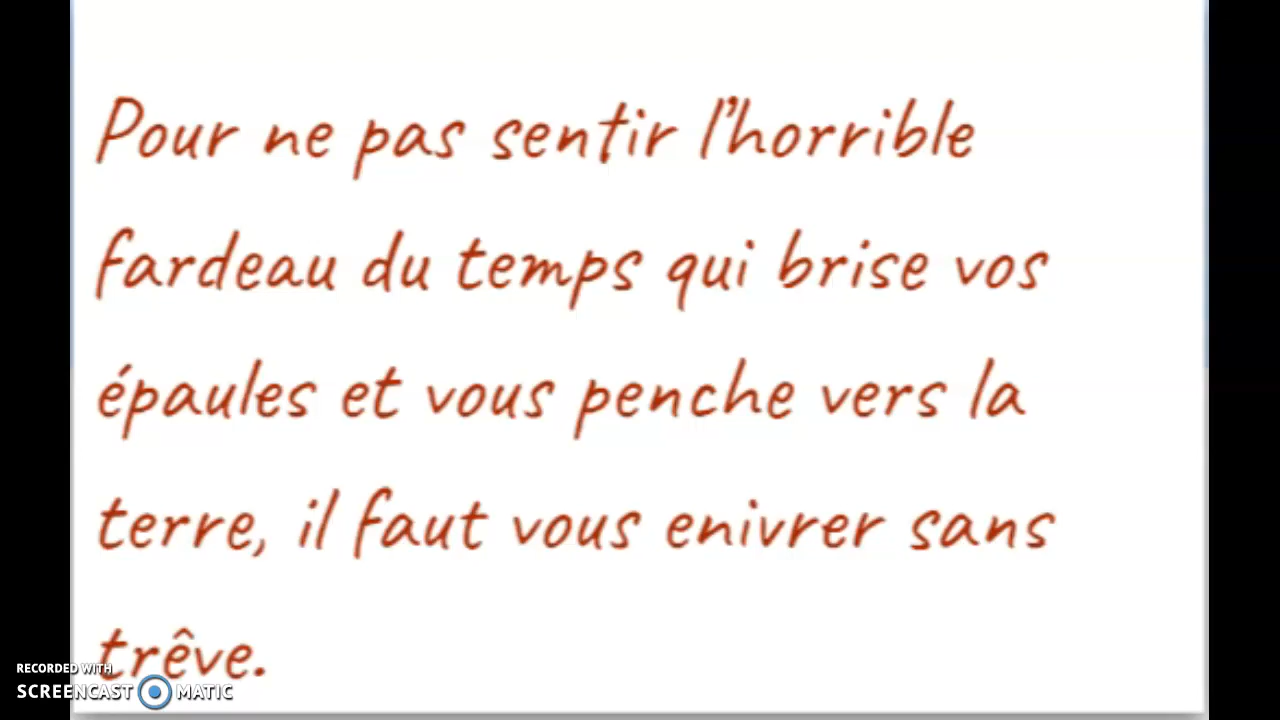 Pour ne pas sentir l'horrible
fardeau du temps qui brise vos
épaules et vous penche vers la
terre, il faut vous enivrer sans
trêve.
RECORDED WITH
SCREENCAST MATIC